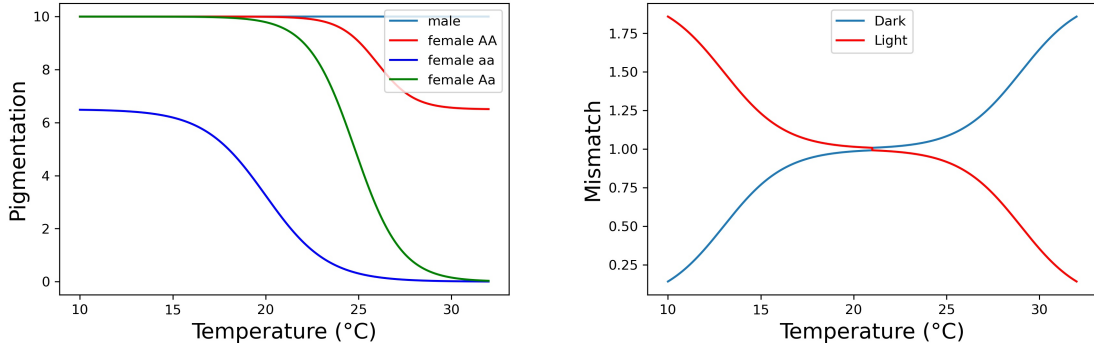 10
8
6
4
2
0
Pigmentation
male
female AA
female aa
female Aa
10 15 20 25 30
Temperature (°C)
1.75
1.50
1.25
1.00
0.75
0.50
0.25
Mismatch
Dark
Light
10 15 20 25 30
Temperature (°C)